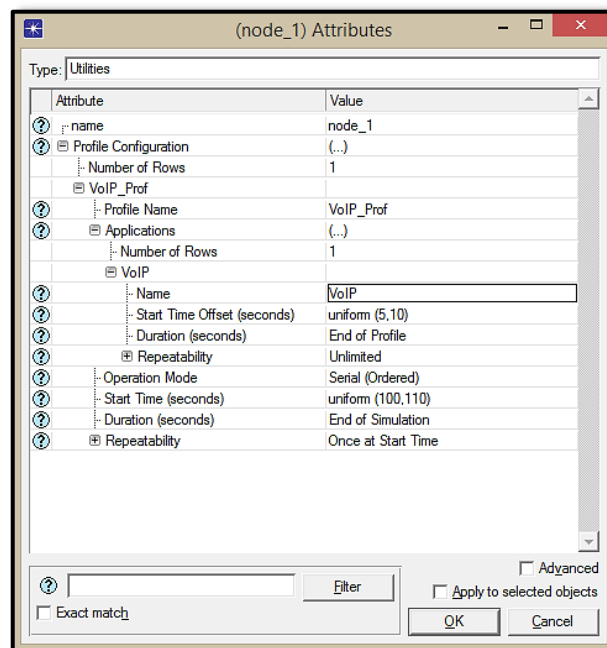 (node_1) Attributes
Type: Utilities
Attribute Value
name node_1
Profile Configuration (...)
Number of Rows 1
VoIP_Prof
Profile Name VoIP_Prof
Applications (...)
Number of Rows 1
VoIP
Name VoIP
Start Time Offset (seconds) uniform (5,10)
Duration (seconds) End of Profile
Repeatability Unlimited
Operation Mode Serial (Ordered)
Start Time (seconds) uniform (100,110)
Duration (seconds) End of Simulation
Repeatability Once at Start Time
Advanced
Filter
Apply to selected objects
Exact match
OK Cancel